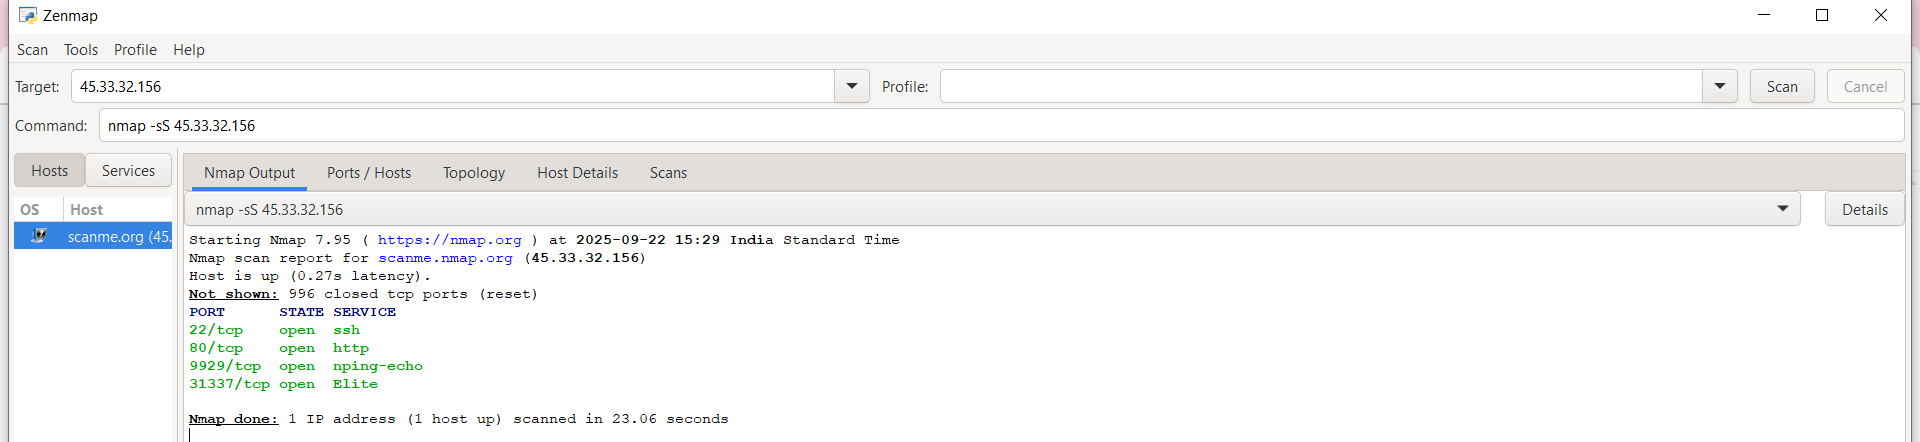 Zenmap
Scan Tools Profile Help
Target: 45.33.32.156 Profile: Scan Cancel
Command: nmap -sS 45.33.32.156
Hosts Services Nmap Output Ports / Hosts Topology Host Details Scans
OS Host
nmap -sS 45.33.32.156 Details
scanme.org (45.
Starting Nmap 7.95 ( https://nmap.org ) at 2025-09-22 15:29 India Standard Time
Nmap scan report for scanme.nmap.org (45.33.32.156)
Host is up (0.27s latency).
Not shown: 996 closed tcp ports (reset)
PORT STATE SERVICE
22/tcp open ssh
80/tcp open http
9929/tcp open nping-echo
31337/tcp open Elite
Nmap done: 1 IP address (1 host up) scanned in 23.06 seconds